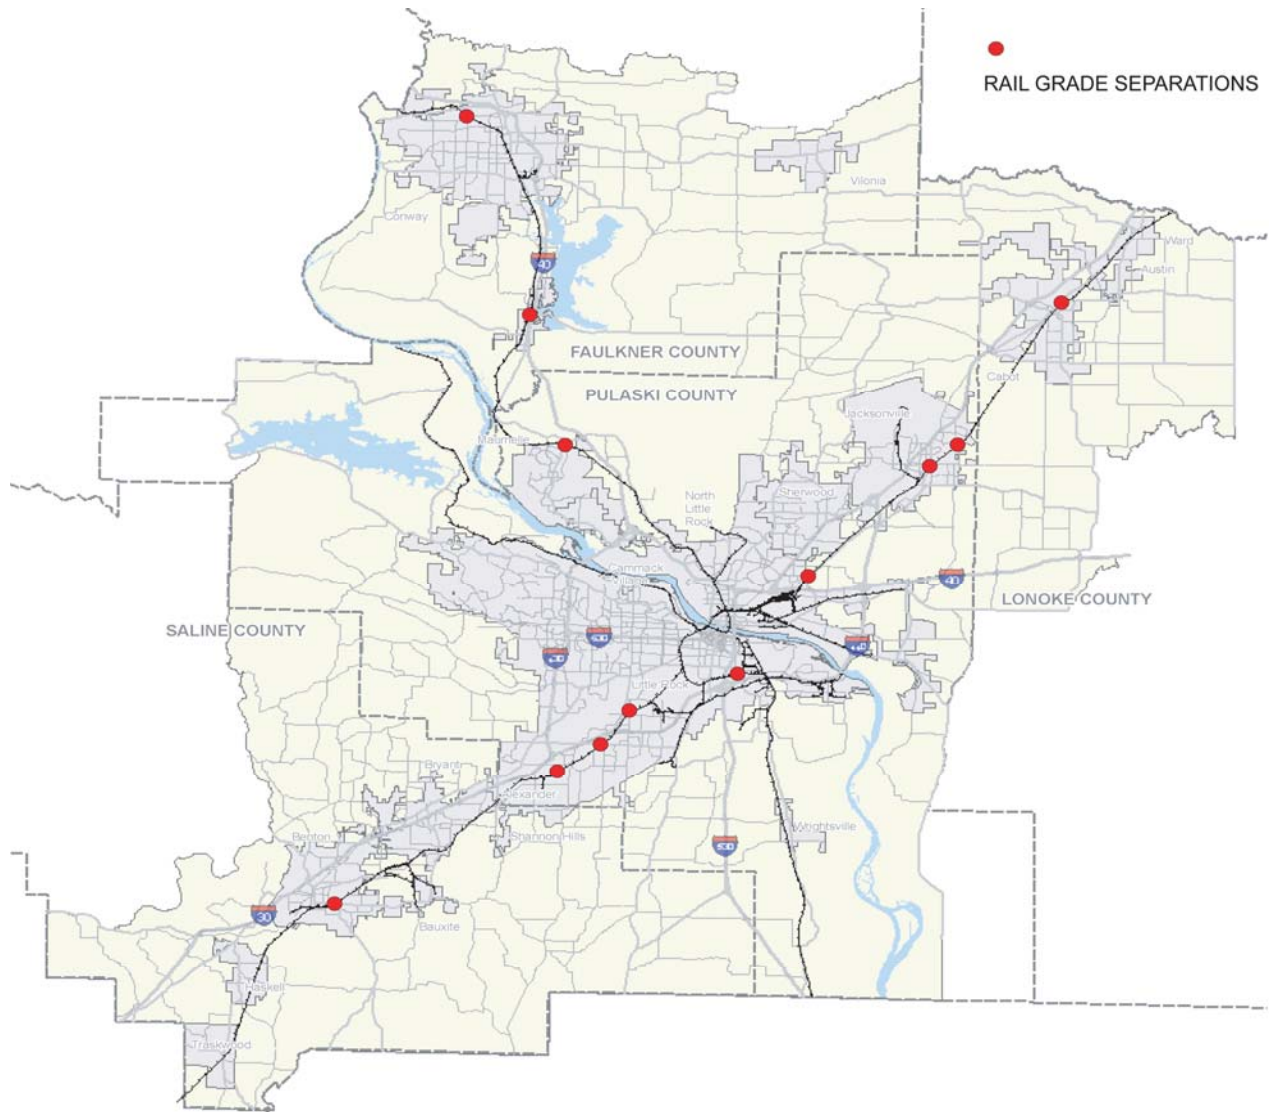 RAIL GRADE SEPARATIONS
Vilonia
Conway
Ward
Austin
40
FAULKNER COUNTY
PULASKI COUNTY
Cabot
Jacksonville
Maumelle
Sherwood
North
Little
Rock
Cammack
Village
40
LONOKE COUNTY
SALINE COUNTY
630
430
440
Little Rock
Bryant
Alexander
Shannon Hills
Benton
Wrightsville
530
30
Bauxite
Haskell
Traskwood